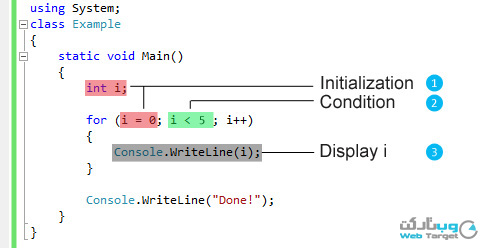 using System;
class Example
{
static void Main()
{
int i;
Initialization 1
Condition 2
for (i = 0; i < 5 ; i++)
{
Console.WriteLine(i);
Display i 3
}
Console.WriteLine("Done!");
}
}
وب تارگت
Web Target